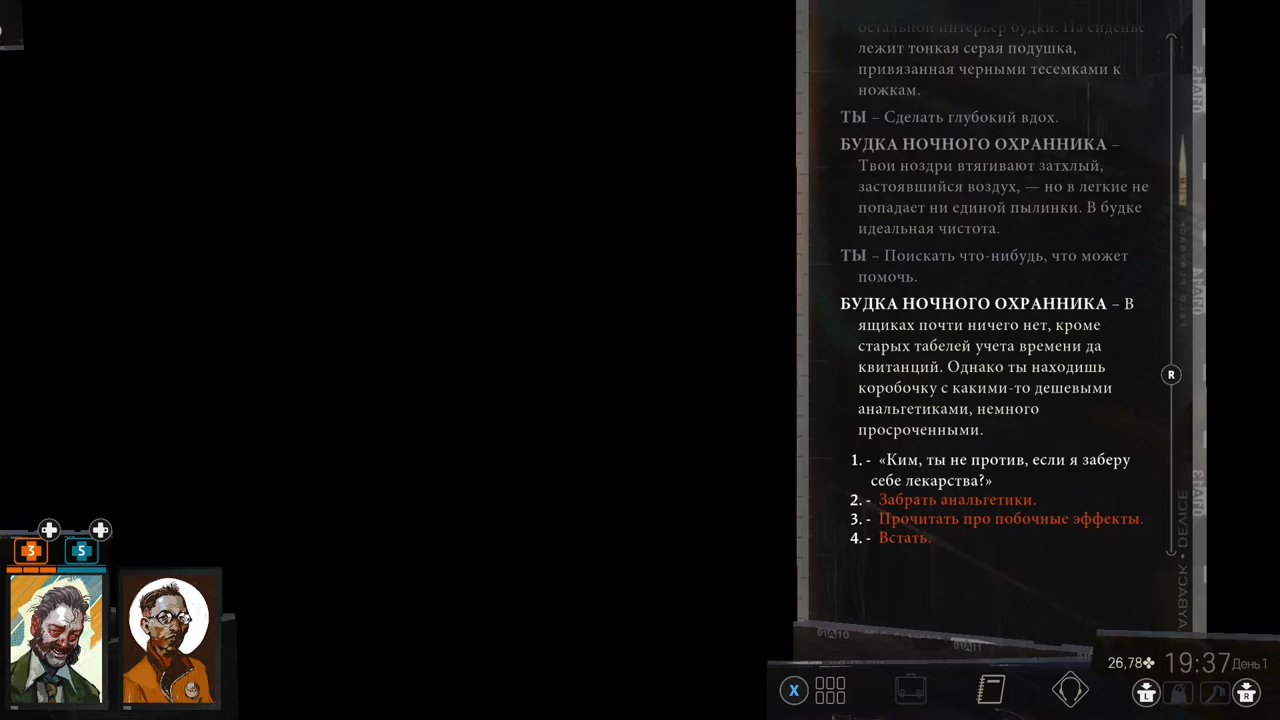 остальной интерьер будки. На сиденье
лежит тонкая серая подушка,
привязанная черными тесемками к
ножкам.
ТЫ – Сделать глубокий вдох.
БУДКА НОЧНОГО ОХРАННИКА –
Твои ноздри втягивают затхлый,
застоявшийся воздух, — но в легкие не
попадает ни единой пылинки. В будке
идеальная чистота.
ТЫ – Поискать что-нибудь, что может
помочь.
БУДКА НОЧНОГО ОХРАННИКА – В
ящиках почти ничего нет, кроме
старых табелей учета времени да
квитанций. Однако ты находишь
коробочку с какими-то дешевыми
анальгетиками, немного
просроченными.
1. - «Ким, ты не против, если я заберу
себе лекарства?»
2. - Забрать анальгетики.
3. - Прочитать про побочные эффекты.
4. - Встать.
R
AYBACK • DEVICE
3
5
26,78
19:37 День 1
X
L
R